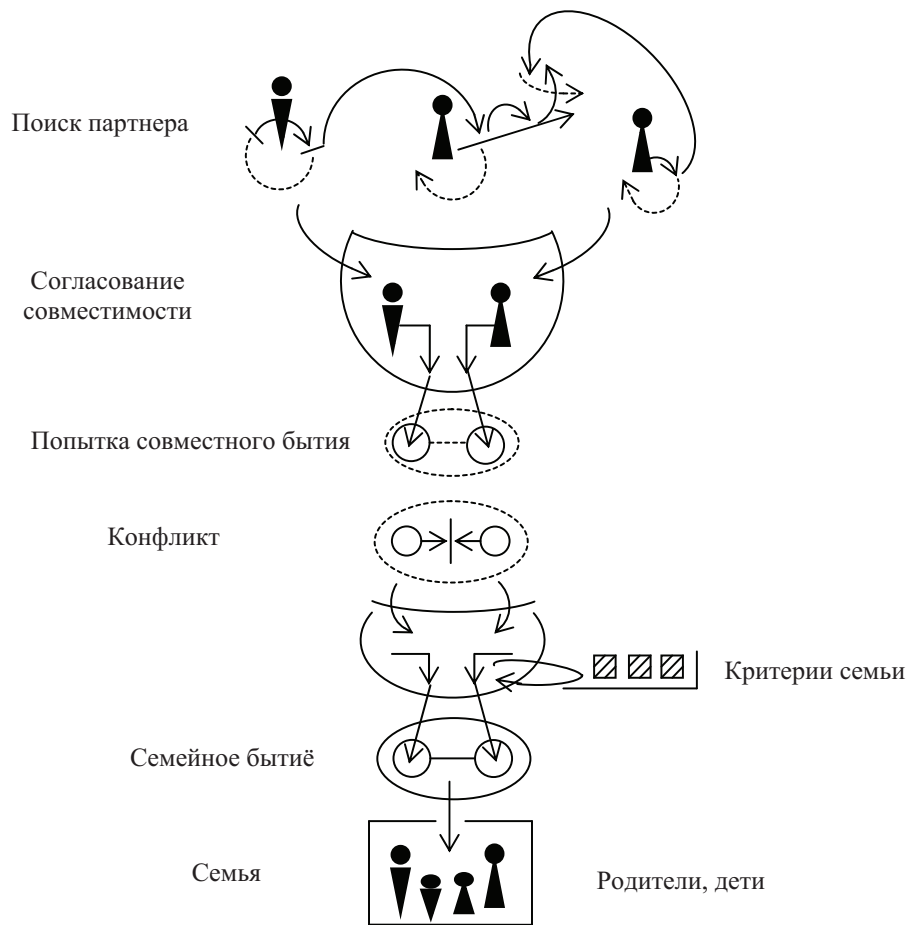 Поиск партнера
Согласование
совместимости
Попытка совместного бытия
Конфликт
Критерии семьи
Семейное бытиё
Семья
Родители, дети